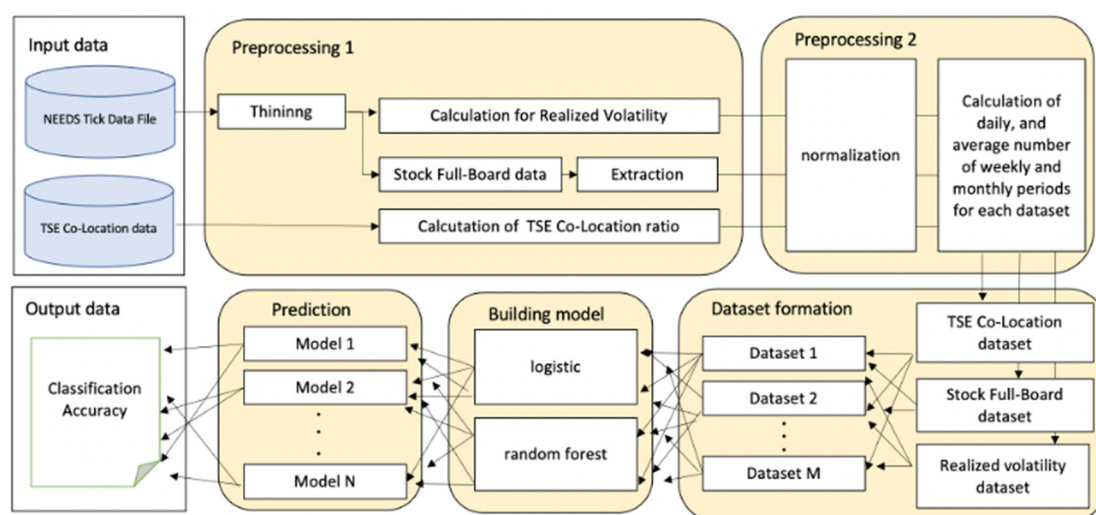 Input data
NEEDS Tick Data File
TSE Co-Location data
Preprocessing 1
Thininng
Calculation for Realized Volatility
Stock Full-Board data
Extraction
Calcutation of TSE Co-Location ratio
Preprocessing 2
normalization
Calculation of
daily, and
average number
of weekly and
monthly periods
for each dataset
Output data
Classification
Accuracy
Prediction
Model 1
Model 2
Model N
Building model
logistic
random forest
Dataset formation
Dataset 1
Dataset 2
Dataset M
TSE Co-Location
dataset
Stock Full-Board
dataset
Realized volatility
dataset